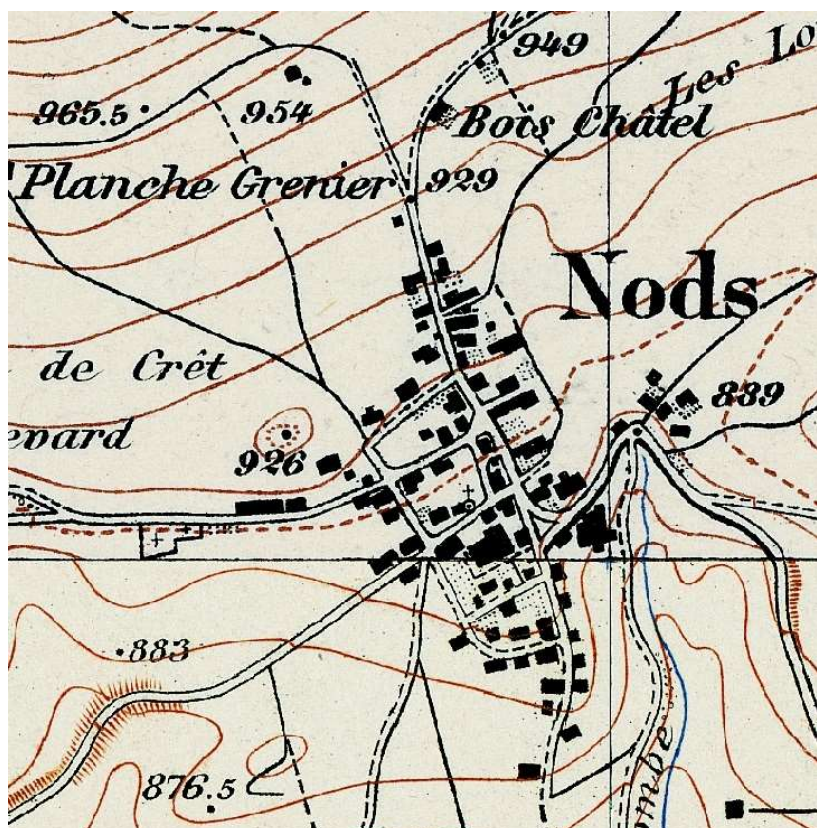 949
Les Lo
965.5
954
Bois Châtel
Planche Grenier
929
Nods
de Crêt
839
evard
926
883
876.5
ombe